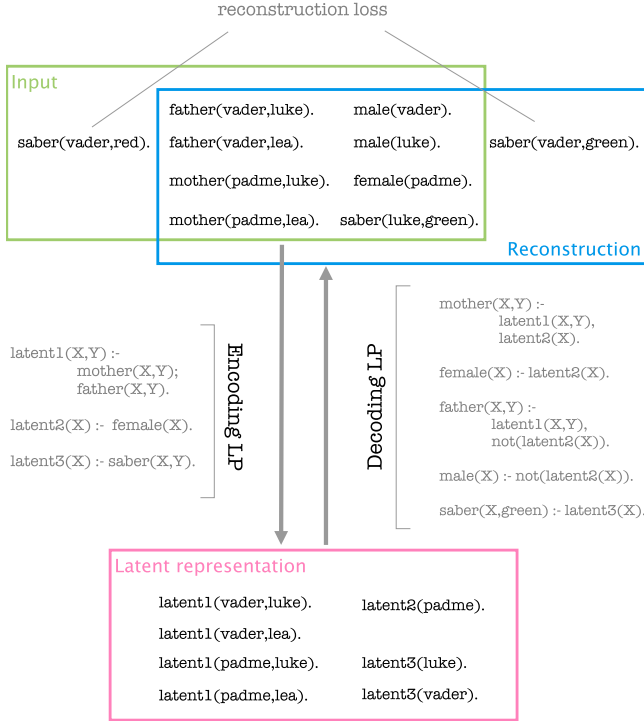 reconstruction loss
Input
father(vader,luke). male(vader).
saber(vader,red). father(vader,lea). male(luke). saber(vader,green).
mother(padme,luke). female(padme).
mother(padme,lea). saber(luke,green).
Reconstruction
Encoding LP
latent1(X,Y) :-
mother(X,Y);
father(X,Y).
latent2(X) :- female(X).
latent3(X) :- saber(X,Y).
Decoding LP
mother(X,Y) :-
latent1(X,Y),
latent2(X).
female(X) :- latent2(X).
father(X,Y) :-
latent1(X,Y),
not(latent2(X)).
male(X) :- not(latent2(X)).
saber(X,green) :- latent3(X).
Latent representation
latent1(vader,luke). latent2(padme).
latent1(vader,lea).
latent1(padme,luke). latent3(luke).
latent1(padme,lea). latent3(vader).